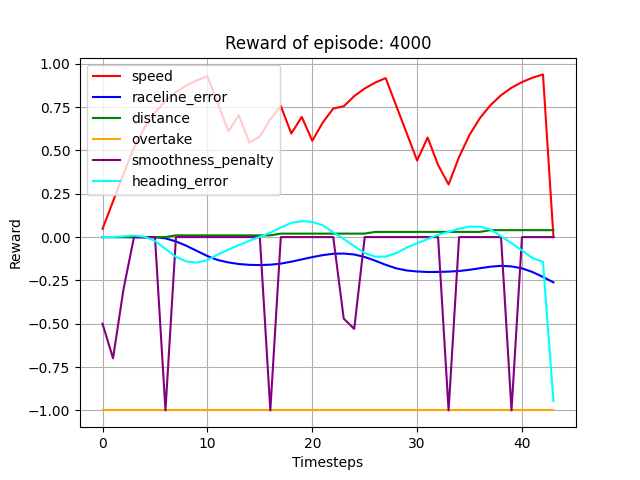 Reward of episode: 4000
speed
raceline_error
distance
overtake
smoothness_penalty
heading_error
1.00
0.75
0.50
0.25
0.00
−0.25
−0.50
−0.75
−1.00
Reward
0 10 20 30 40
Timesteps